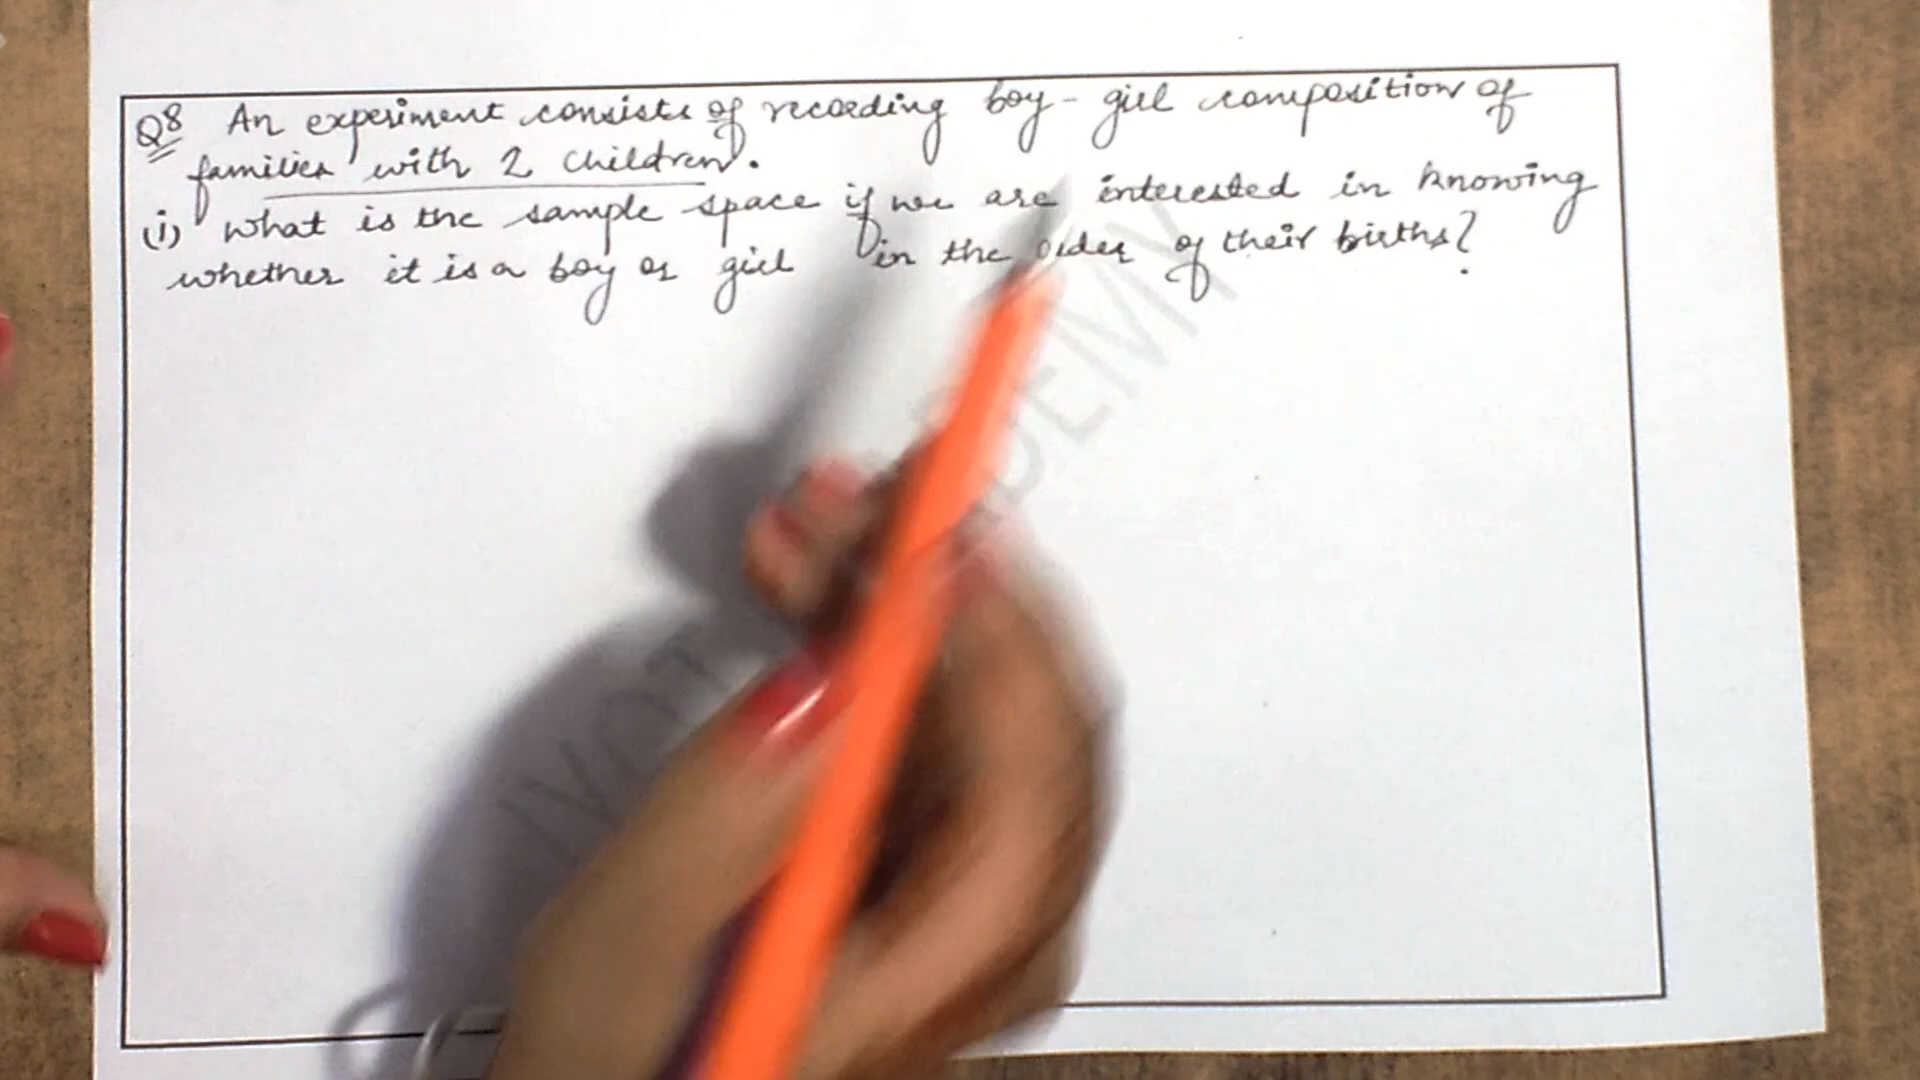 Q8 An experiment consists of recording boy - girl composition of
families with 2 children.
(i) What is the sample space if we are interested in knowing
whether it is a boy or girl in the order of their births?